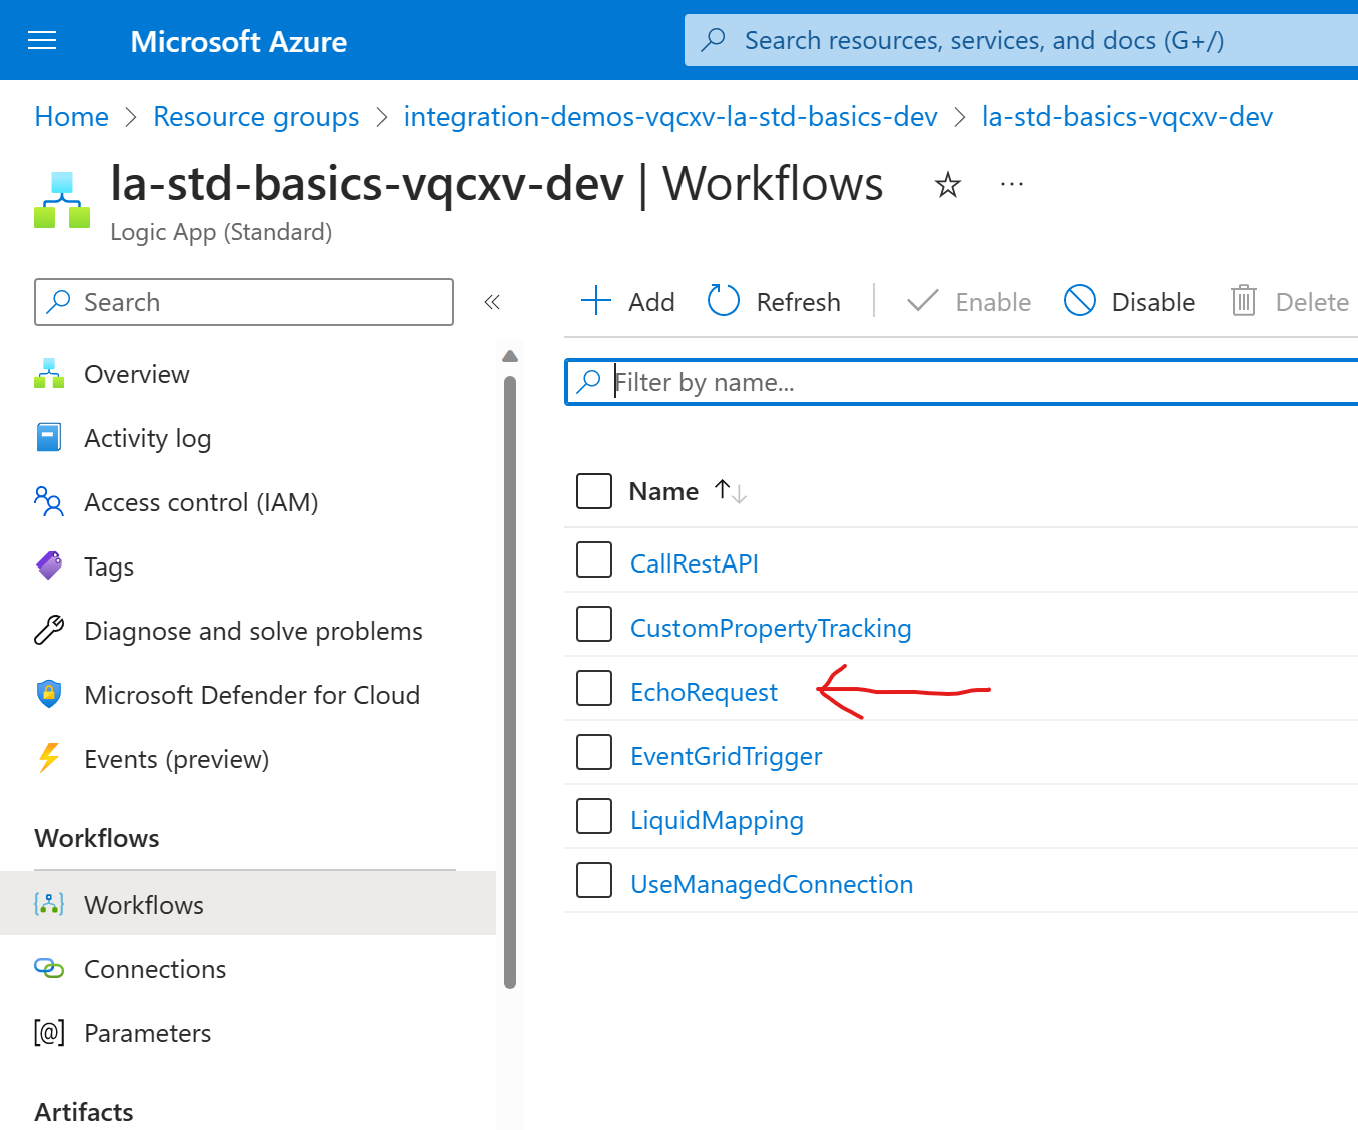 Microsoft Azure
Search resources, services, and docs (G+/)
Home > Resource groups > integration-demos-vqcxv-la-std-basics-dev > la-std-basics-vqcxv-dev
la-std-basics-vqcxv-dev | Workflows
Logic App (Standard)
Search
Add
Refresh
Enable
Disable
Delete
Overview
Activity log
Access control (IAM)
Tags
Diagnose and solve problems
Microsoft Defender for Cloud
Events (preview)
Workflows
Workflows
Connections
Parameters
Artifacts
Filter by name...
Name
CallRestAPI
CustomPropertyTracking
EchoRequest
EventGridTrigger
LiquidMapping
UseManagedConnection